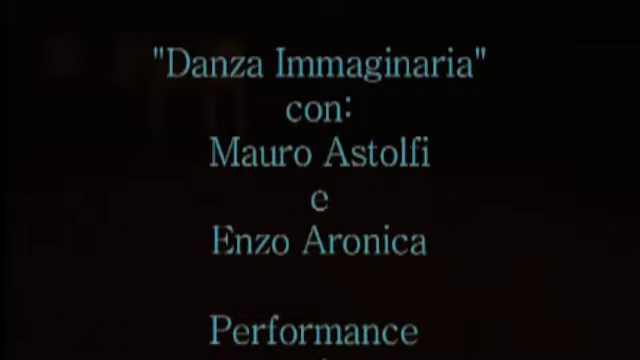 "Danza Immaginaria"
con:
Mauro Astolfi
e
Enzo Aronica
Performance